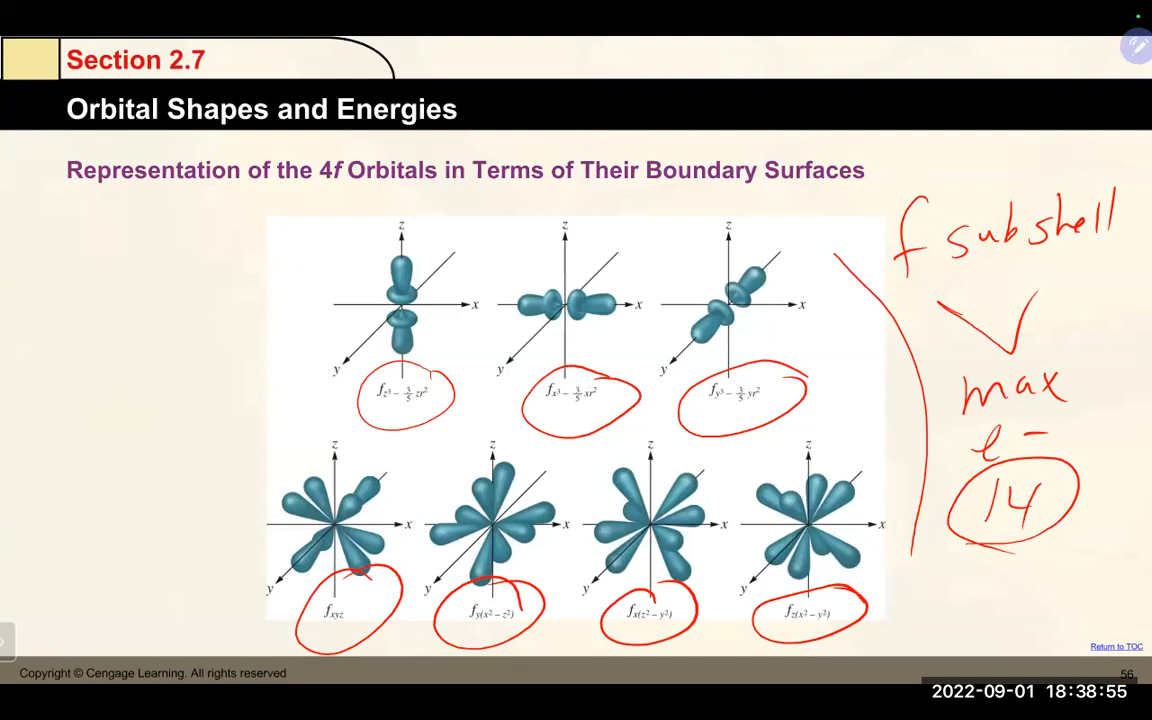 Section 2.7
Orbital Shapes and Energies
Representation of the 4f Orbitals in Terms of Their Boundary Surfaces
f subshell
max
e-
14
z
z
z
x
x
x
y
y
y
f_{z³ - \frac{3}{5} zr²}
f_{x³ - \frac{3}{5} xr²}
f_{y³ - \frac{3}{5} yr²}
z
z
z
z
x
x
x
x
y
y
y
y
f_{xyz}
f_{y(x² - z²)}
f_{x(z² - y²)}
f_{z(x² - y²)}
Return to TOC
Copyright © Cengage Learning. All rights reserved
56
2022-09-01 18:38:55